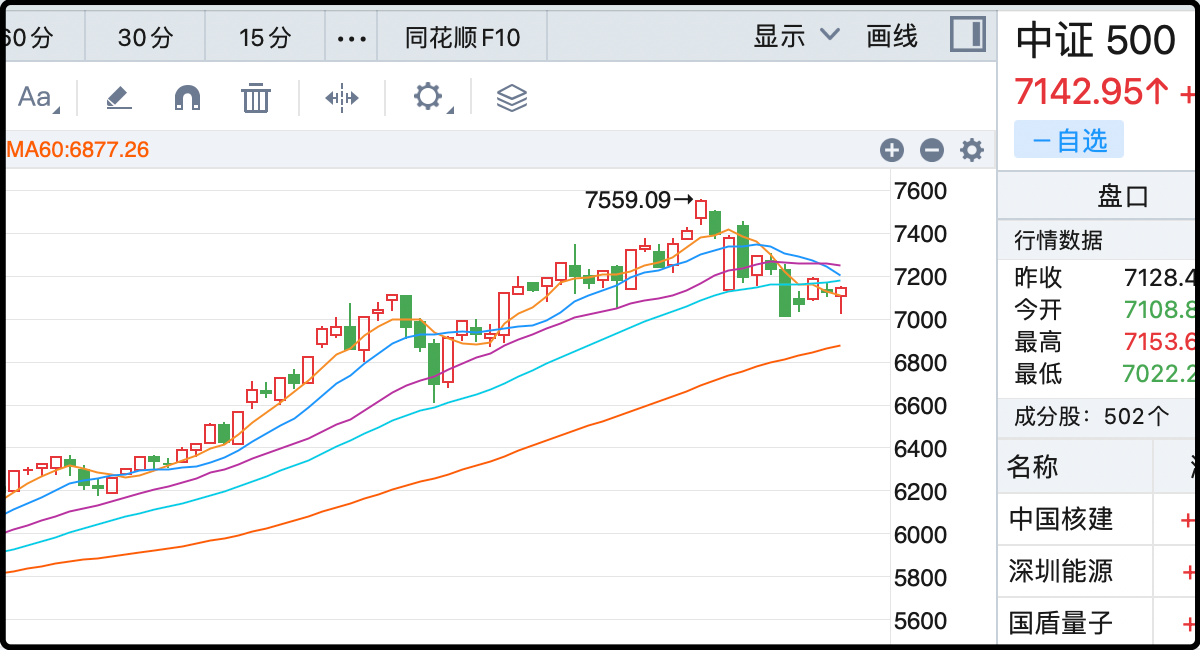 60分 30分 15分 ••• 同花顺F10 显示 画线
Aa
MA60:6877.26
7559.09→
7600
7400
7200
7000
6800
6600
6400
6200
6000
5800
5600
中证 500
7142.95↑ +
－自选
盘口
行情数据
昨收 7128.4
今开 7108.8
最高 7153.6
最低 7022.2
成分股：502个
名称
中国核建 +
深圳能源 +
国盾量子 +